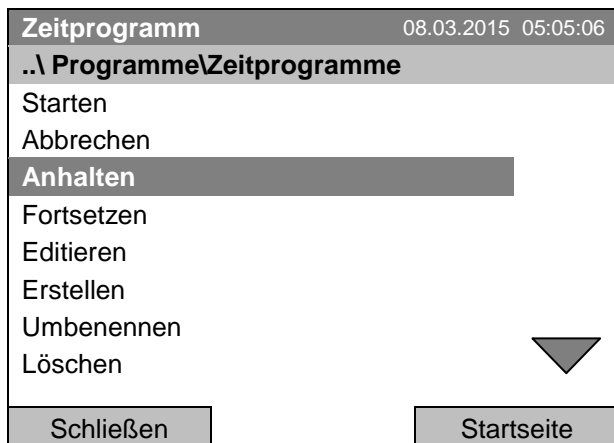 Zeitprogramm 08.03.2015 05:05:06
..\ Programme\Zeitprogramme
Starten
Abbrechen
Anhalten
Fortsetzen
Editieren
Erstellen
Umbenennen
Löschen
Schließen Startseite